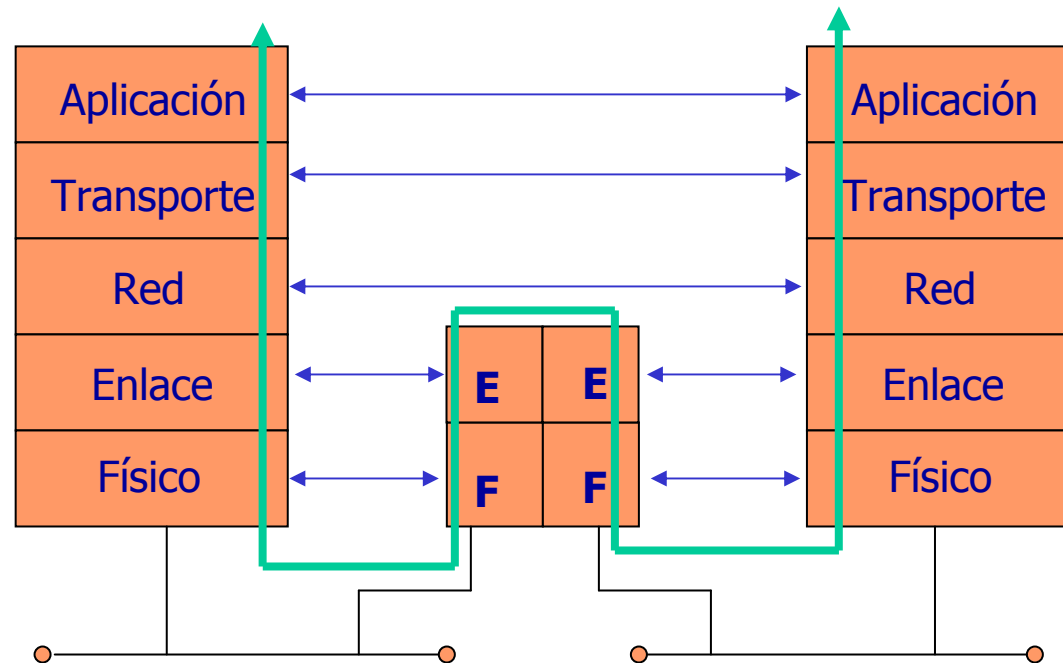 Aplicación
Transporte
Red
Enlace
Físico
E E
F F
Aplicación
Transporte
Red
Enlace
Físico